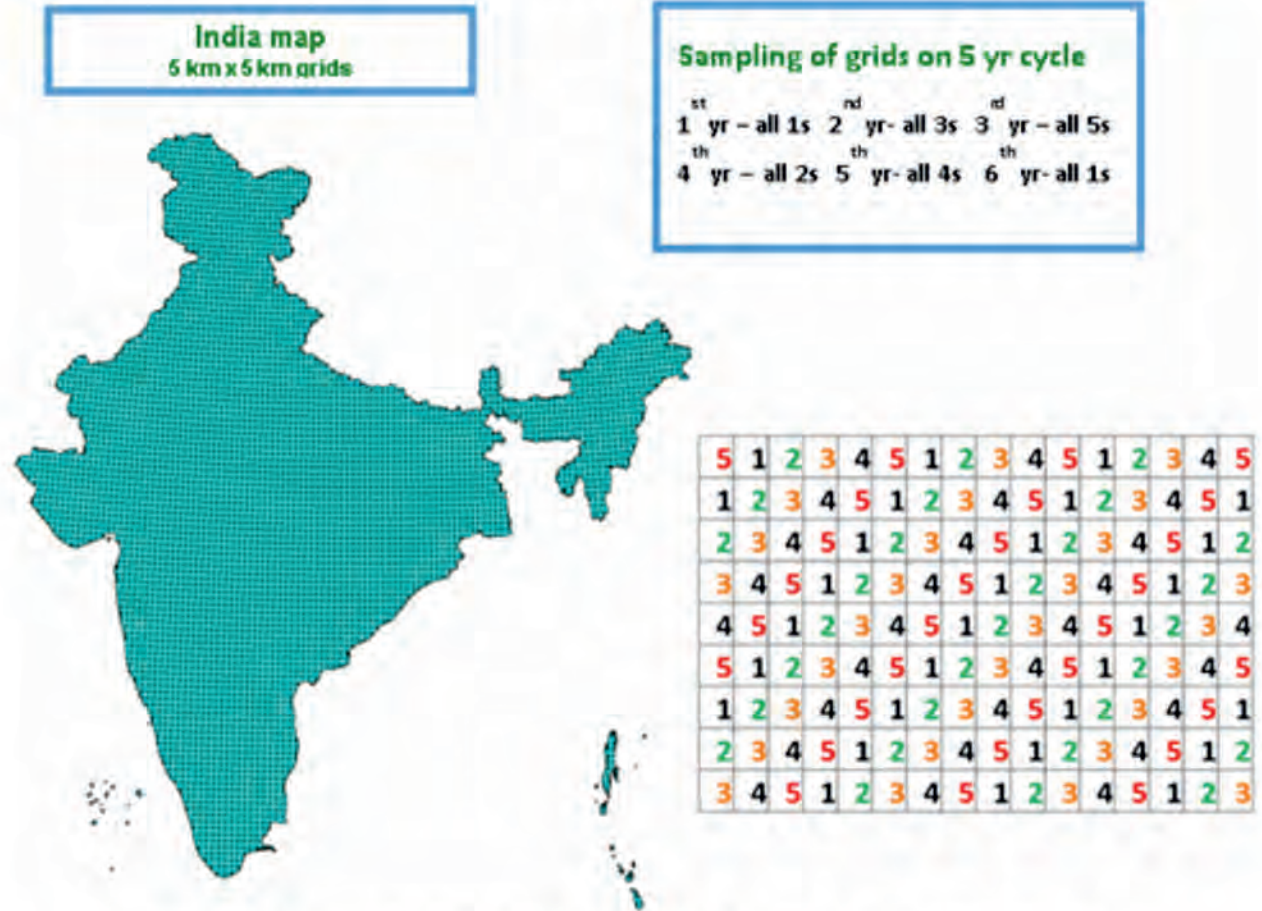 India map
5 km x 5 km grids
Sampling of grids on 5 yr cycle
1st yr – all 1s 2nd yr- all 3s 3rd yr – all 5s
4th yr – all 2s 5th yr- all 4s 6th yr- all 1s
5 1 2 3 4 5 1 2 3 4 5 1 2 3 4 5
1 2 3 4 5 1 2 3 4 5 1 2 3 4 5 1
2 3 4 5 1 2 3 4 5 1 2 3 4 5 1 2
3 4 5 1 2 3 4 5 1 2 3 4 5 1 2 3
4 5 1 2 3 4 5 1 2 3 4 5 1 2 3 4
5 1 2 3 4 5 1 2 3 4 5 1 2 3 4 5
1 2 3 4 5 1 2 3 4 5 1 2 3 4 5 1
2 3 4 5 1 2 3 4 5 1 2 3 4 5 1 2
3 4 5 1 2 3 4 5 1 2 3 4 5 1 2 3